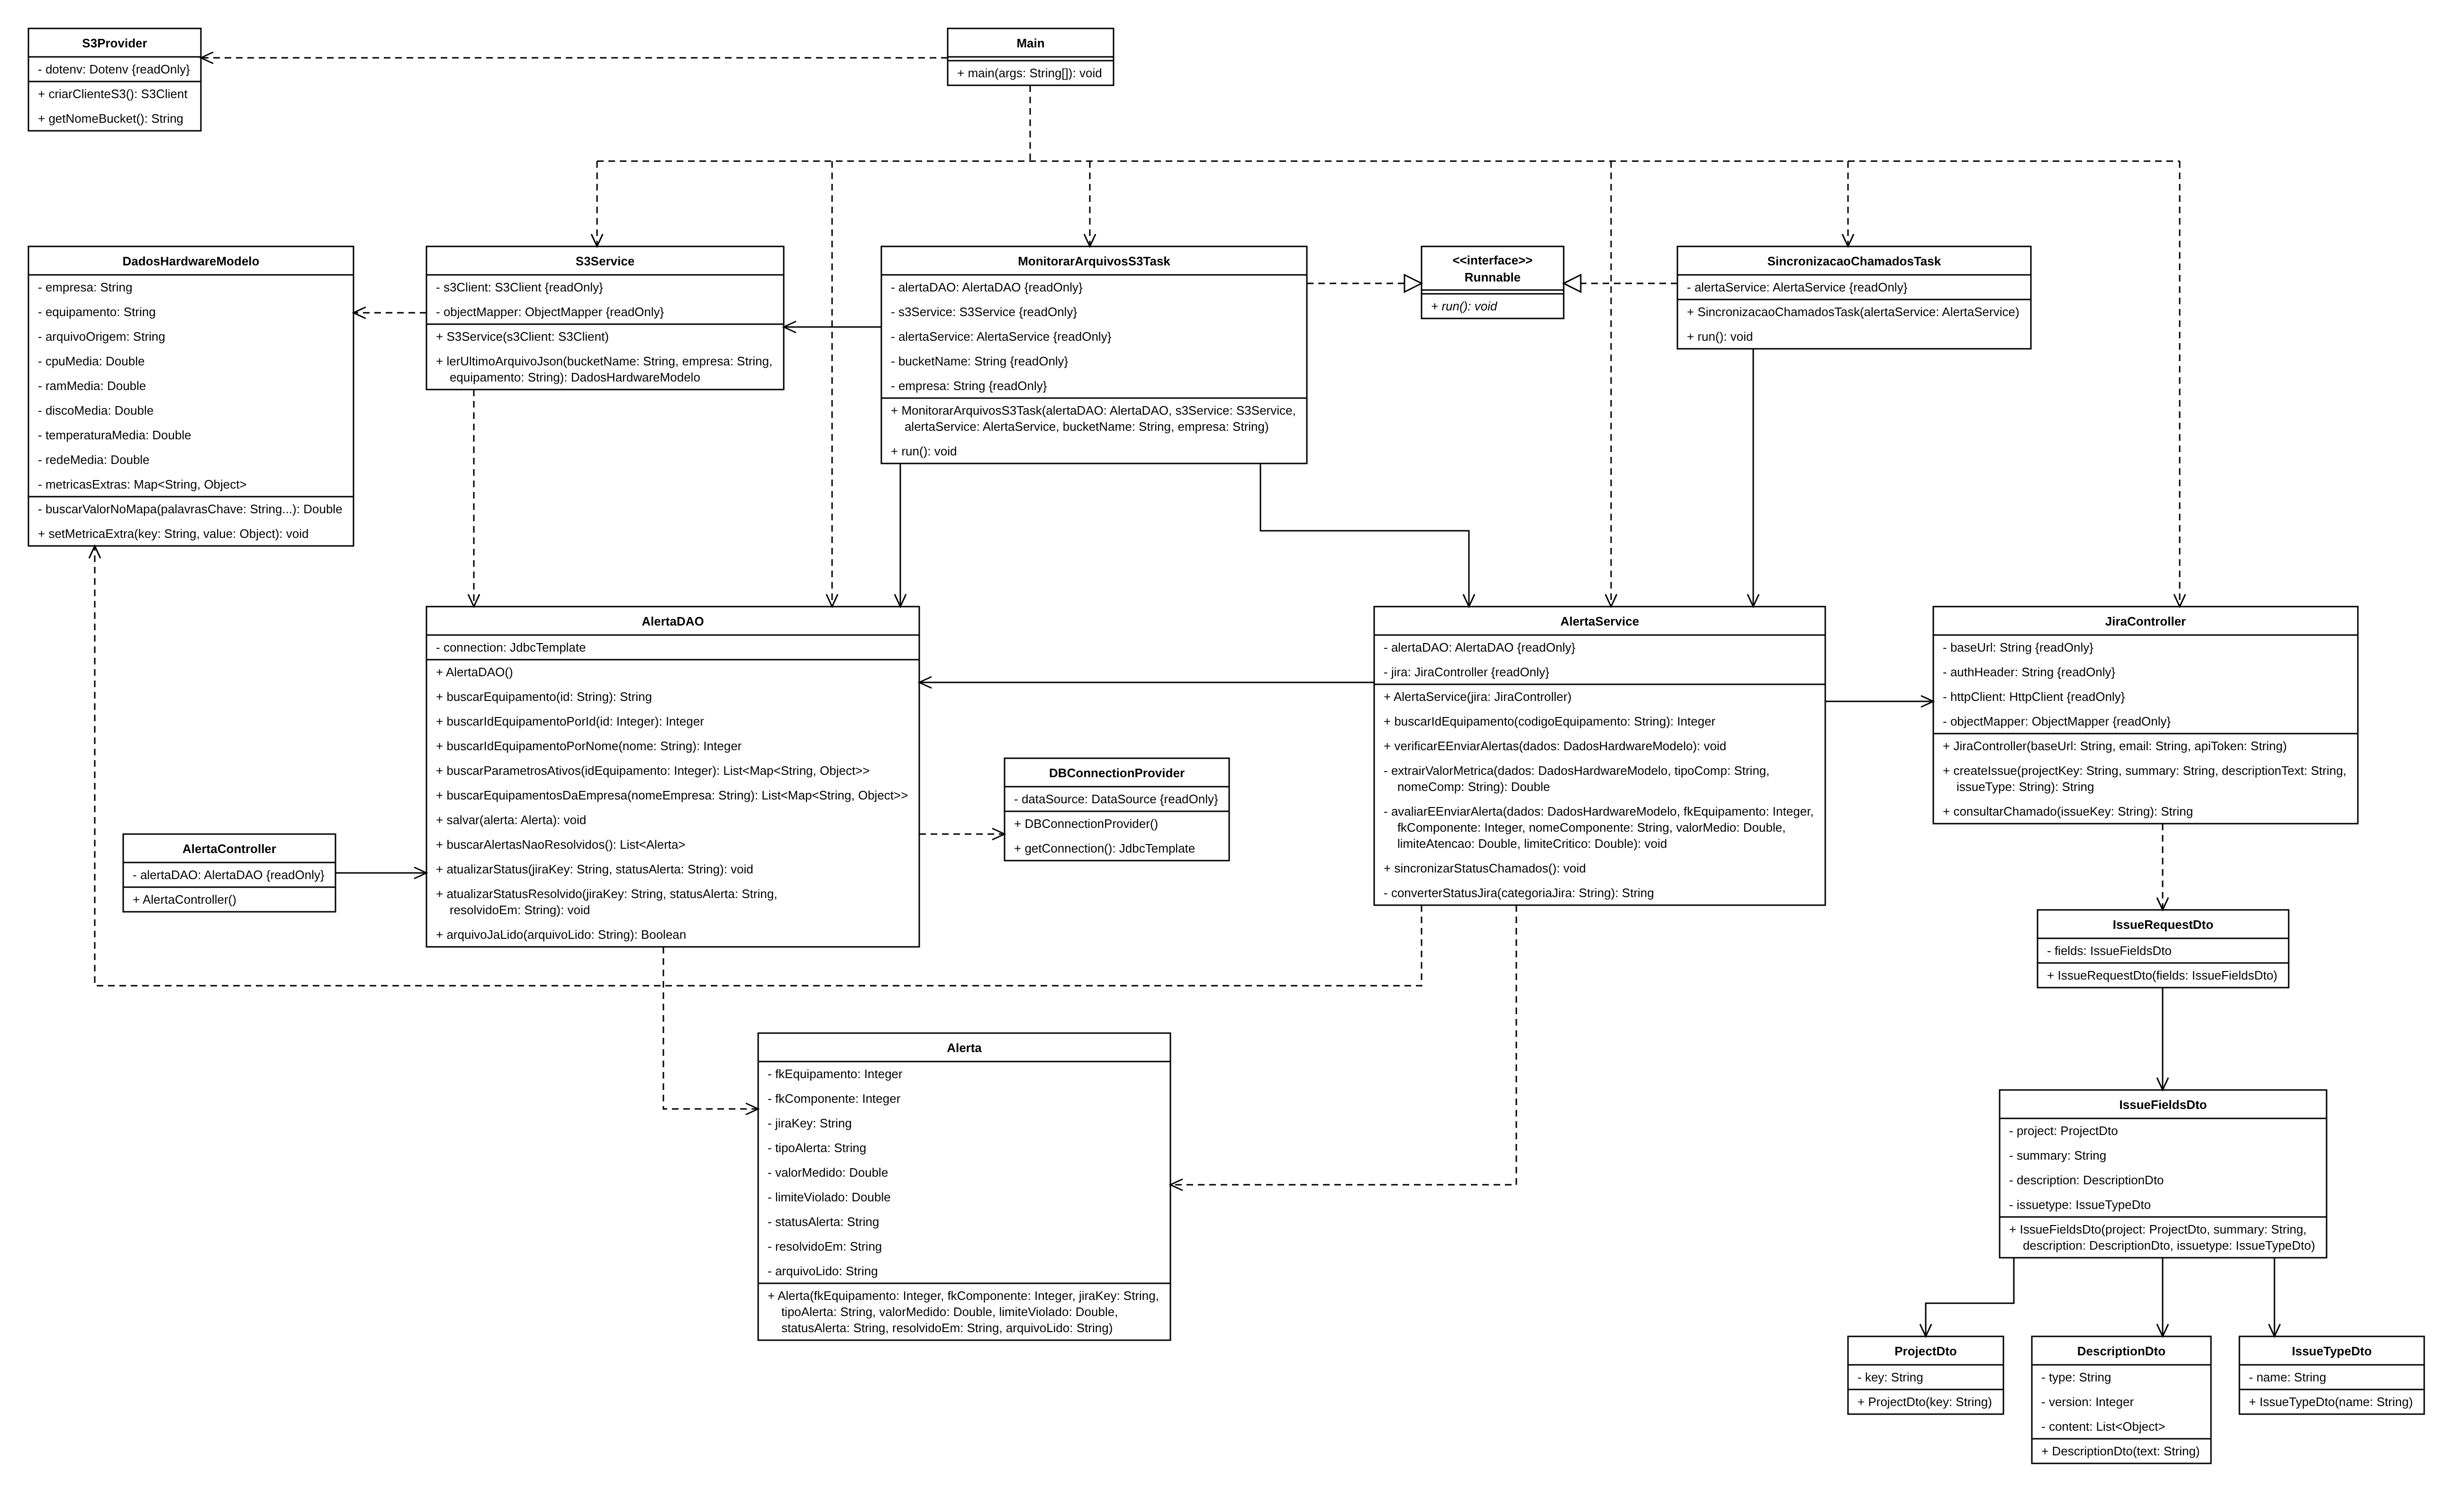 S3Provider
- dotenv: Dotenv {readOnly}
+ criarClienteS3(): S3Client
+ getNomeBucket(): String
Main
+ main(args: String[]): void
DadosHardwareModelo
- empresa: String
- equipamento: String
- arquivoOrigem: String
- cpuMedia: Double
- ramMedia: Double
- discoMedia: Double
- temperaturaMedia: Double
- redeMedia: Double
- metricasExtras: Map<String, Object>
- buscarValorNoMapa(palavrasChave: String...): Double
+ setMetricaExtra(key: String, value: Object): void
S3Service
- s3Client: S3Client {readOnly}
- objectMapper: ObjectMapper {readOnly}
+ S3Service(s3Client: S3Client)
+ lerUltimoArquivoJson(bucketName: String, empresa: String,
equipamento: String): DadosHardwareModelo
MonitorarArquivosS3Task
- alertaDAO: AlertaDAO {readOnly}
- s3Service: S3Service {readOnly}
- alertaService: AlertaService {readOnly}
- bucketName: String {readOnly}
- empresa: String {readOnly}
+ MonitorarArquivosS3Task(alertaDAO: AlertaDAO, s3Service: S3Service,
alertaService: AlertaService, bucketName: String, empresa: String)
+ run(): void
<<interface>>
Runnable
+ run(): void
SincronizacaoChamadosTask
- alertaService: AlertaService {readOnly}
+ SincronizacaoChamadosTask(alertaService: AlertaService)
+ run(): void
AlertaDAO
- connection: JdbcTemplate
+ AlertaDAO()
+ buscarEquipamento(id: String): String
+ buscarIdEquipamentoPorId(id: Integer): Integer
+ buscarIdEquipamentoPorNome(nome: String): Integer
+ buscarParametrosAtivos(idEquipamento: Integer): List<Map<String, Object>>
+ buscarEquipamentosDaEmpresa(nomeEmpresa: String): List<Map<String, Object>>
+ salvar(alerta: Alerta): void
+ buscarAlertasNaoResolvidos(): List<Alerta>
+ atualizarStatus(jiraKey: String, statusAlerta: String): void
+ atualizarStatusResolvido(jiraKey: String, statusAlerta: String,
resolvidoEm: String): void
+ arquivoJaLido(arquivoLido: String): Boolean
AlertaService
- alertaDAO: AlertaDAO {readOnly}
- jira: JiraController {readOnly}
+ AlertaService(jira: JiraController)
+ buscarIdEquipamento(codigoEquipamento: String): Integer
+ verificarEEnviarAlertas(dados: DadosHardwareModelo): void
- extrairValorMetrica(dados: DadosHardwareModelo, tipoComp: String,
nomeComp: String): Double
- avaliarEEnviarAlerta(dados: DadosHardwareModelo, fkEquipamento: Integer,
fkComponente: Integer, nomeComponente: String, valorMedio: Double,
limiteAtencao: Double, limiteCritico: Double): void
+ sincronizarStatusChamados(): void
- converterStatusJira(categoriaJira: String): String
JiraController
- baseUrl: String {readOnly}
- authHeader: String {readOnly}
- httpClient: HttpClient {readOnly}
- objectMapper: ObjectMapper {readOnly}
+ JiraController(baseUrl: String, email: String, apiToken: String)
+ createIssue(projectKey: String, summary: String, descriptionText: String,
issueType: String): String
+ consultarChamado(issueKey: String): String
DBConnectionProvider
- dataSource: DataSource {readOnly}
+ DBConnectionProvider()
+ getConnection(): JdbcTemplate
AlertaController
- alertaDAO: AlertaDAO {readOnly}
+ AlertaController()
IssueRequestDto
- fields: IssueFieldsDto
+ IssueRequestDto(fields: IssueFieldsDto)
Alerta
- fkEquipamento: Integer
- fkComponente: Integer
- jiraKey: String
- tipoAlerta: String
- valorMedido: Double
- limiteViolado: Double
- statusAlerta: String
- resolvidoEm: String
- arquivoLido: String
+ Alerta(fkEquipamento: Integer, fkComponente: Integer, jiraKey: String,
tipoAlerta: String, valorMedido: Double, limiteViolado: Double,
statusAlerta: String, resolvidoEm: String, arquivoLido: String)
IssueFieldsDto
- project: ProjectDto
- summary: String
- description: DescriptionDto
- issuetype: IssueTypeDto
+ IssueFieldsDto(project: ProjectDto, summary: String,
description: DescriptionDto, issuetype: IssueTypeDto)
ProjectDto
- key: String
+ ProjectDto(key: String)
DescriptionDto
- type: String
- version: Integer
- content: List<Object>
+ DescriptionDto(text: String)
IssueTypeDto
- name: String
+ IssueTypeDto(name: String)